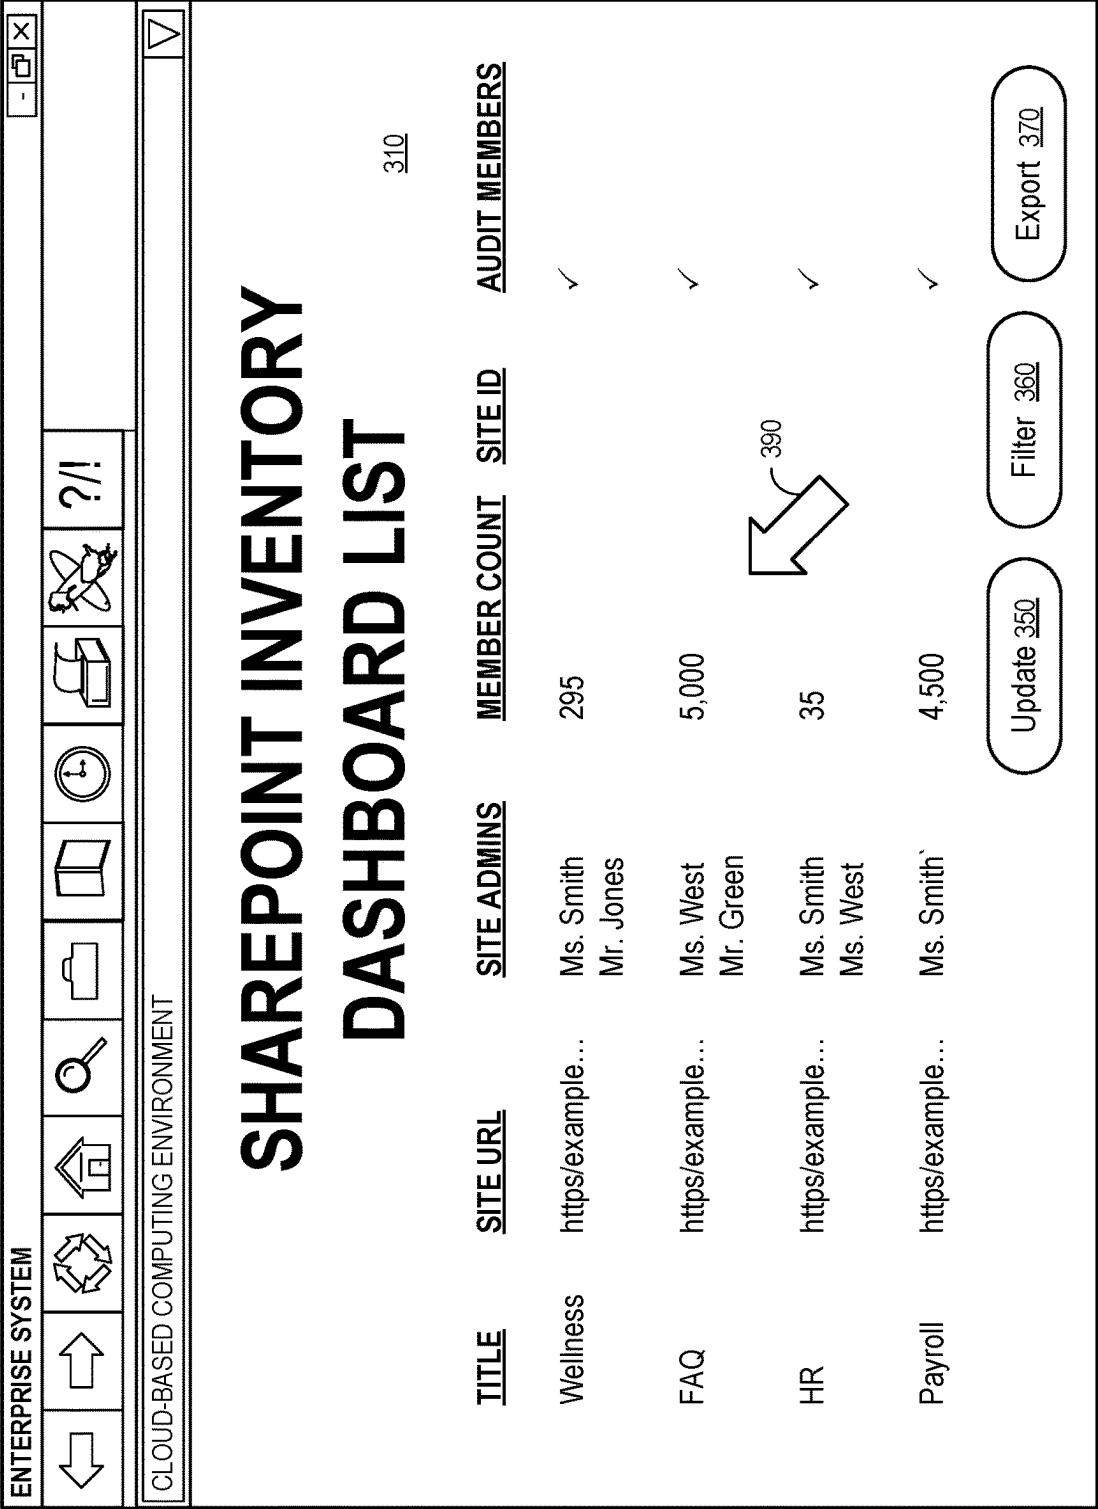 ENTERPRISE SYSTEM - X
?/!
CLOUD-BASED COMPUTING ENVIRONMENT
SHAREPOINT INVENTORY
DASHBOARD LIST
310
TITLE SITE URL SITE ADMINS MEMBER COUNT SITE ID AUDIT MEMBERS
Wellness https/example... Ms. Smith 295 ✓
Mr. Jones
FAQ https/example... Ms. West 5,000 ✓
Mr. Green
390
HR https/example... Ms. Smith 35 ✓
Ms. West
Payroll https/example... Ms. Smith` 4,500 ✓
Update 350 Filter 360 Export 370